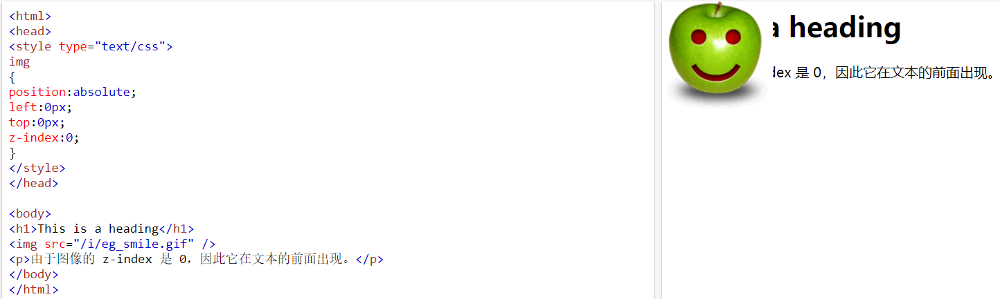 <html>
<head>
<style type="text/css">
img
{
position:absolute;
left:0px;
top:0px;
z-index:0;
}
</style>
</head>
<body>
<h1>This is a heading</h1>
<img src="/i/eg_smile.gif" />
<p>由于图像的 z-index 是 0，因此它在文本的前面出现。</p>
</body>
</html>
a heading
dex 是 0，因此它在文本的前面出现。